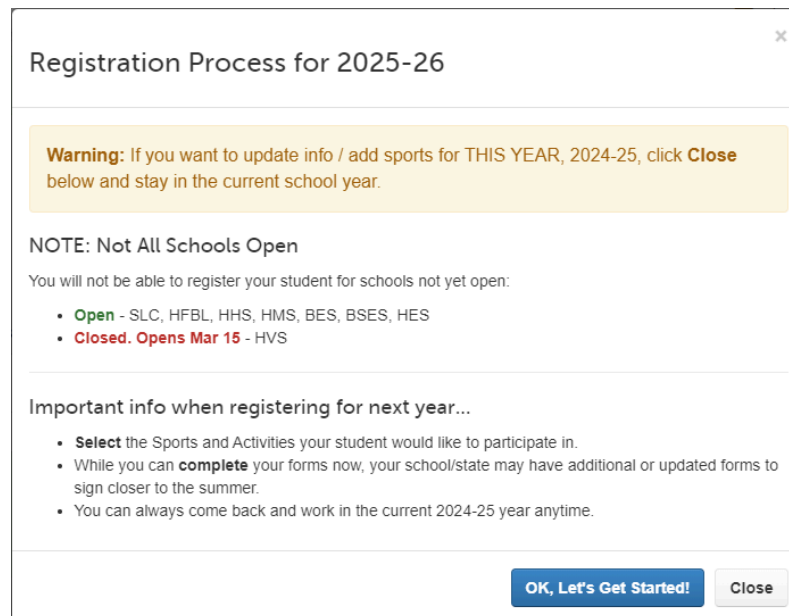 ×
Registration Process for 2025-26
Warning: If you want to update info / add sports for THIS YEAR, 2024-25, click Close
below and stay in the current school year.
NOTE: Not All Schools Open
You will not be able to register your student for schools not yet open:
• Open - SLC, HFBL, HHS, HMS, BES, BSES, HES
• Closed. Opens Mar 15 - HVS
Important info when registering for next year...
• Select the Sports and Activities your student would like to participate in.
• While you can complete your forms now, your school/state may have additional or updated forms to
sign closer to the summer.
• You can always come back and work in the current 2024-25 year anytime.
OK, Let's Get Started! Close